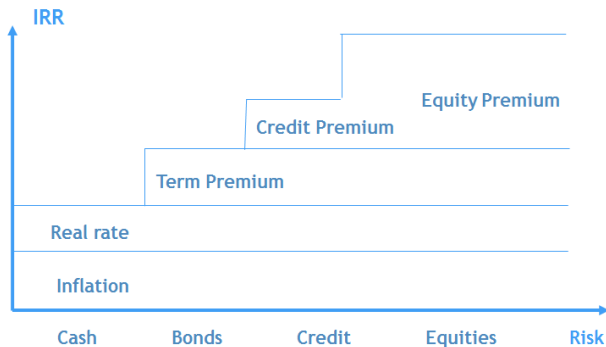 IRR
Equity Premium
Credit Premium
Term Premium
Real rate
Inflation
Cash Bonds Credit Equities Risk